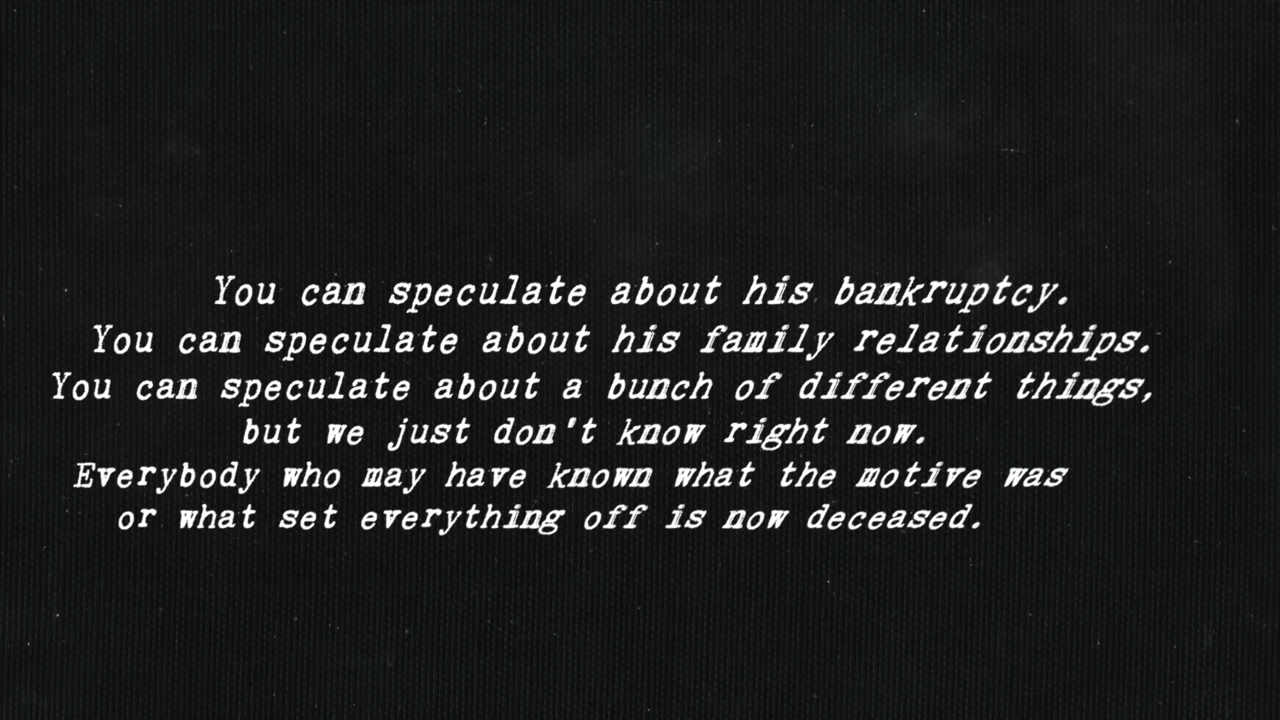 You can speculate about his bankruptcy.
You can speculate about his family relationships.
You can speculate about a bunch of different things,
but we just don't know right now.
Everybody who may have known what the motive was
or what set everything off is now deceased.